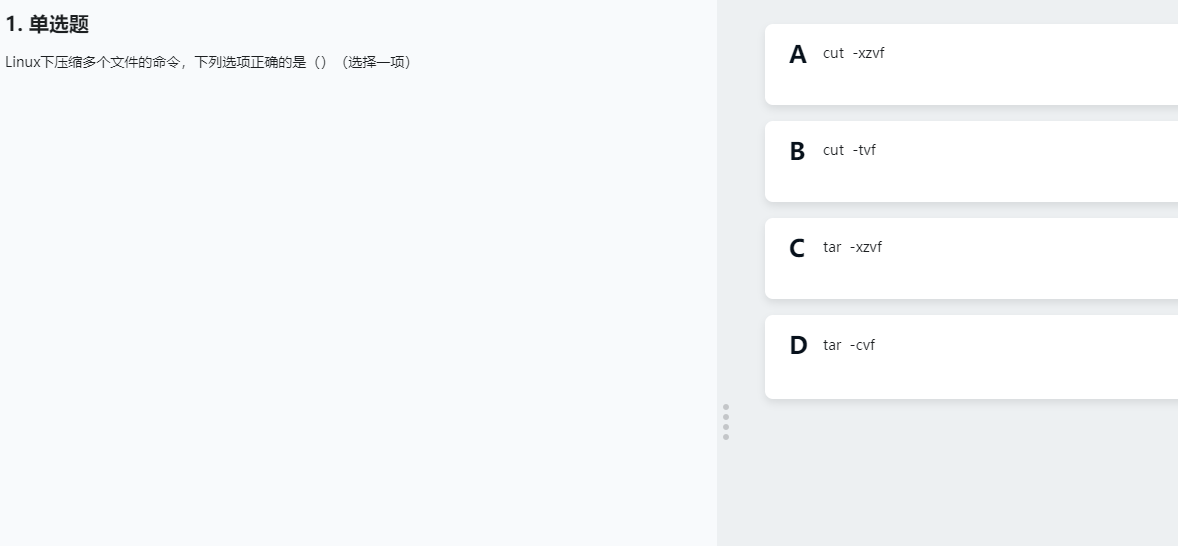 1. 单选题
Linux下压缩多个文件的命令，下列选项正确的是（）（选择一项）
A cut -xzvf
B cut -tvf
C tar -xzvf
D tar -cvf